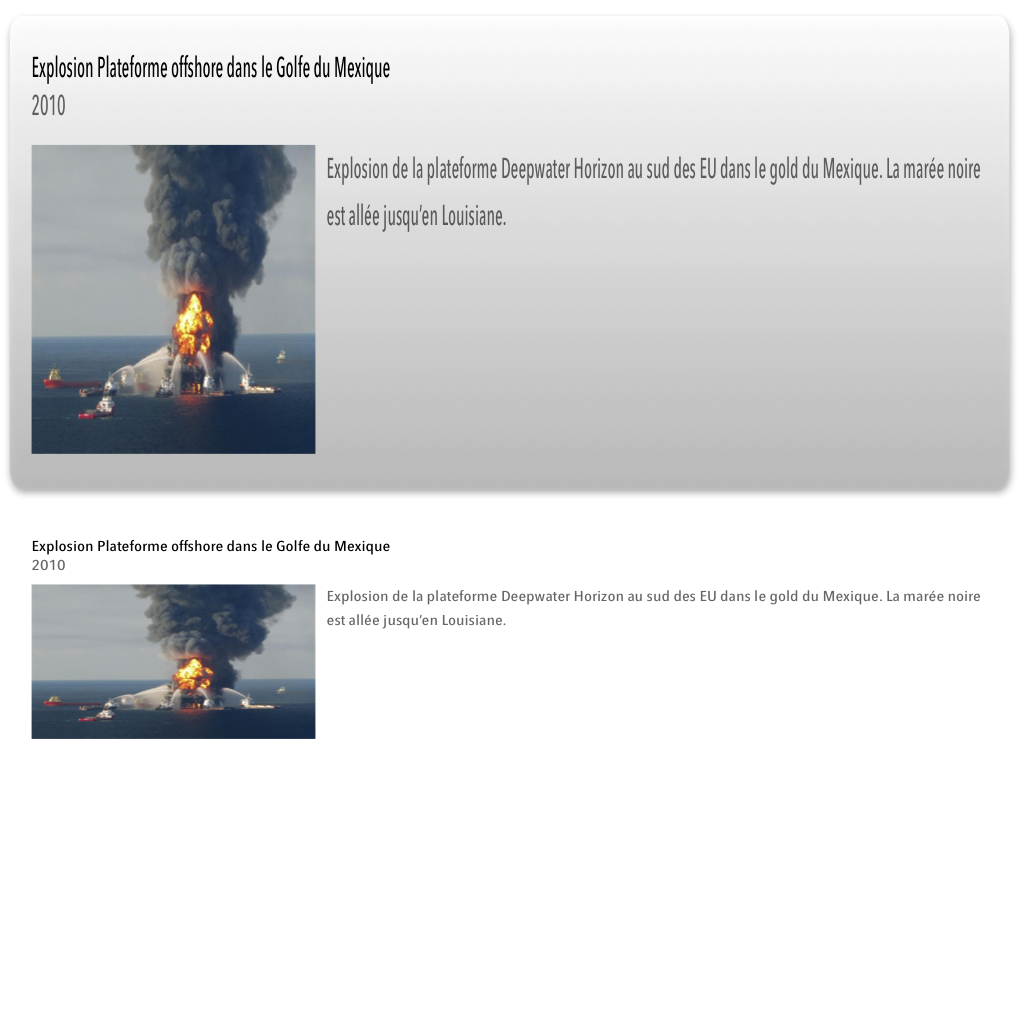 Explosion Plateforme offshore dans le Golfe du Mexique
2010
Explosion de la plateforme Deepwater Horizon au sud des EU dans le gold du Mexique. La marée noire
est allée jusqu'en Louisiane.
Explosion Plateforme offshore dans le Golfe du Mexique
2010
Explosion de la plateforme Deepwater Horizon au sud des EU dans le gold du Mexique. La marée noire
est allée jusqu'en Louisiane.